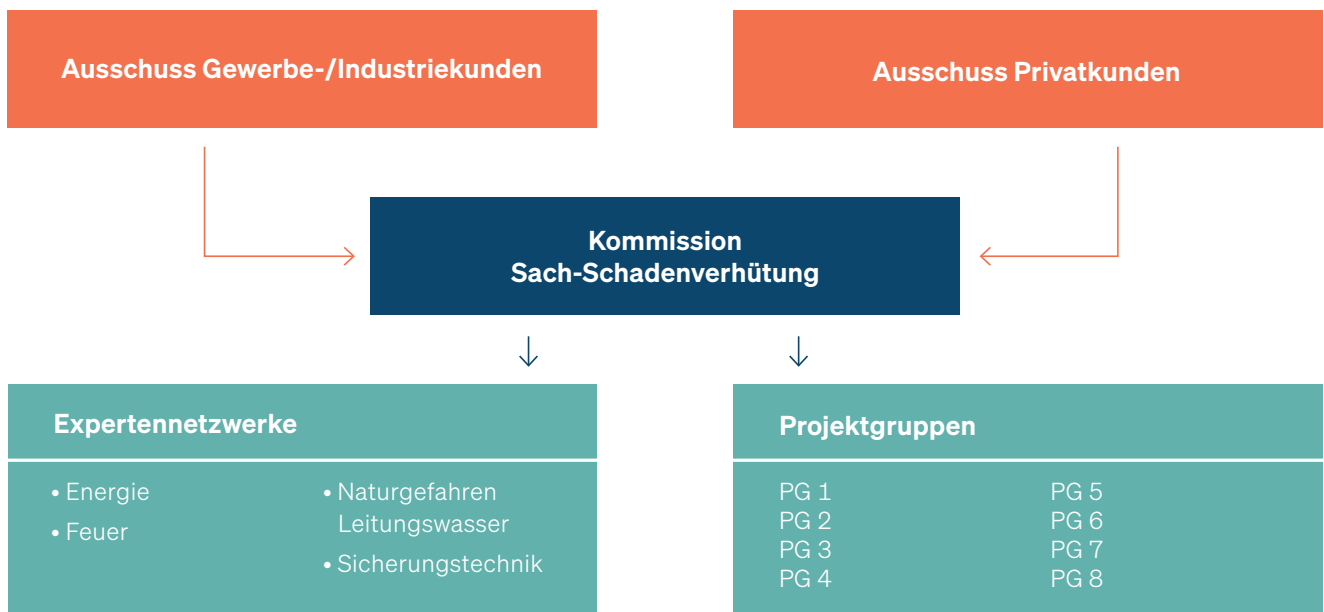 Ausschuss Gewerbe-/Industriekunden
Ausschuss Privatkunden
Kommission
Sach-Schadenverhütung
Expertennetzwerke
• Energie
• Feuer
• Naturgefahren
Leitungswasser
• Sicherungstechnik
Projektgruppen
PG 1
PG 2
PG 3
PG 4
PG 5
PG 6
PG 7
PG 8